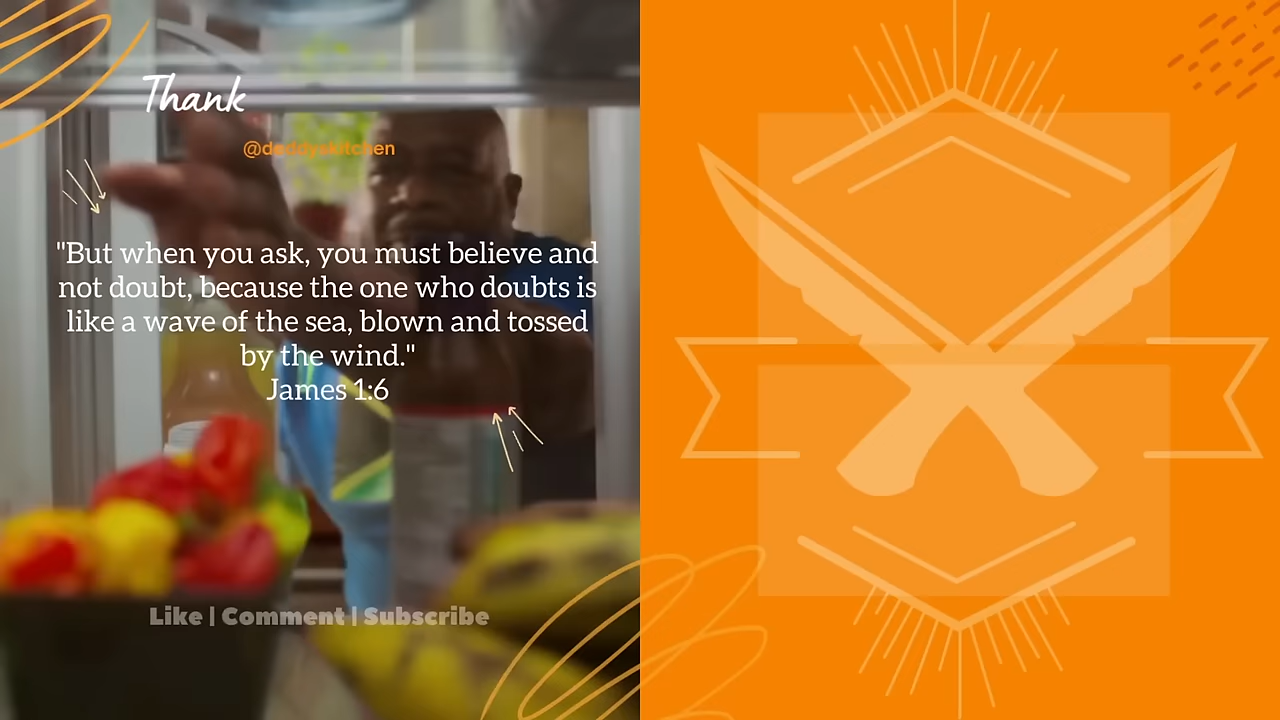 Thank
@daddyskitchen
"But when you ask, you must believe and
not doubt, because the one who doubts is
like a wave of the sea, blown and tossed
by the wind."
James 1:6
Like | Comment | Subscribe